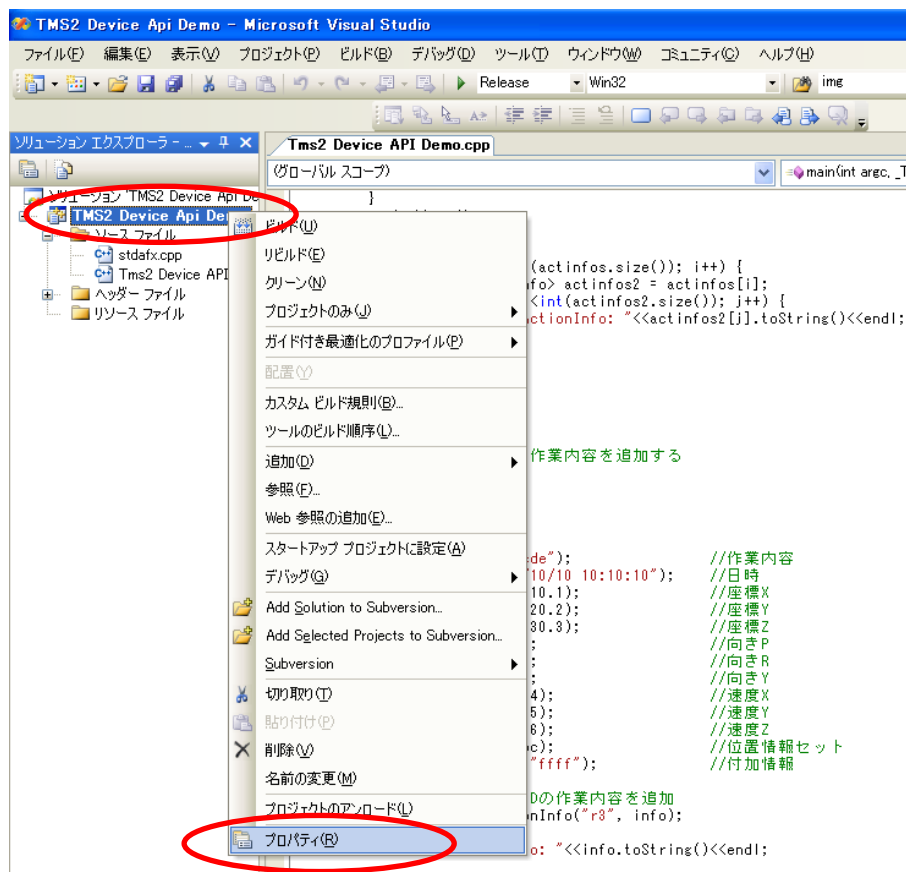 TMS2 Device Api Demo - Microsoft Visual Studio
ファイル(F) 編集(E) 表示(V) プロジェクト(P) ビルド(B) デバッグ(D) ツール(T) ウィンドウ(W) コミュニティ(C) ヘルプ(H)
Release Win32 img
ソリューション エクスプローラ - ...
Tms2 Device API Demo.cpp
(グローバル スコープ) main(int argc, _T
ソリューション 'TMS2 Device Api De
TMS2 Device Api De
ソース ファイル
stdafx.cpp
Tms2 Device API
ヘッダー ファイル
リソース ファイル
ビルド(U)
リビルド(E)
クリーン(N)
プロジェクトのみ(J)
ガイド付き最適化のプロファイル(P)
配置(Y)
カスタム ビルド規則(B)...
ツールのビルド順序(L)...
追加(D)
参照(F)...
Web 参照の追加(E)...
スタートアップ プロジェクトに設定(A)
デバッグ(G)
Add Solution to Subversion...
Add Selected Projects to Subversion...
Subversion
切り取り(T)
貼り付け(P)
削除(V)
名前の変更(M)
プロジェクトのアンロード(L)
プロパティ(R)
}
(actinfos.size()); i++) {
fo> actinfos2 = actinfos[i];
<int(actinfos2.size()); j++) {
ctionInfo: "<<actinfos2[j].toString()<<endl;
作業内容を追加する
de"); //作業内容
10/10 10:10:10"); //日時
10.1); //座標X
20.2); //座標Y
30.3); //座標Z
; //向きP
; //向きR
; //向きY
4); //速度X
5); //速度Y
6); //速度Z
oc); //位置情報セット
"ffff"); //付加情報
Dの作業内容を追加
onInfo("r3", info);
o: "<<info.toString()<<endl;